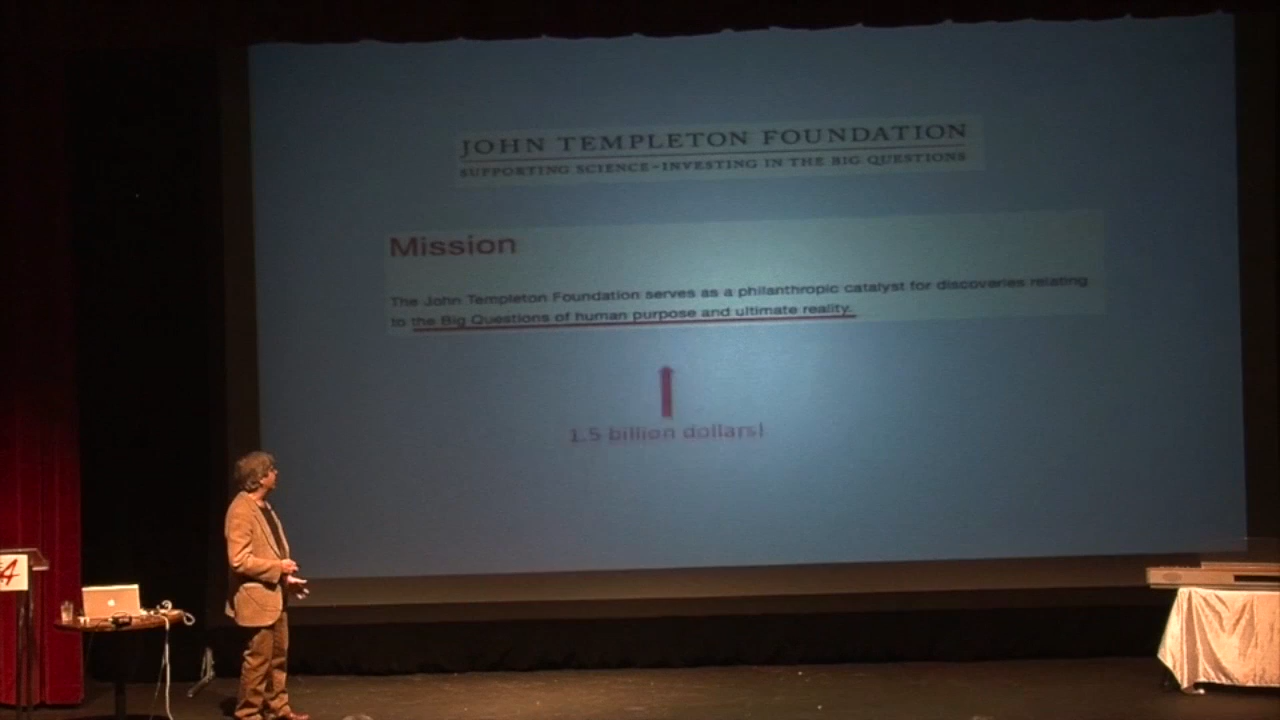 JOHN TEMPLETON FOUNDATION
SUPPORTING SCIENCE~INVESTING IN THE BIG QUESTIONS
Mission
The John Templeton Foundation serves as a philanthropic catalyst for discoveries relating
to the Big Questions of human purpose and ultimate reality.
1.5 billion dollars!